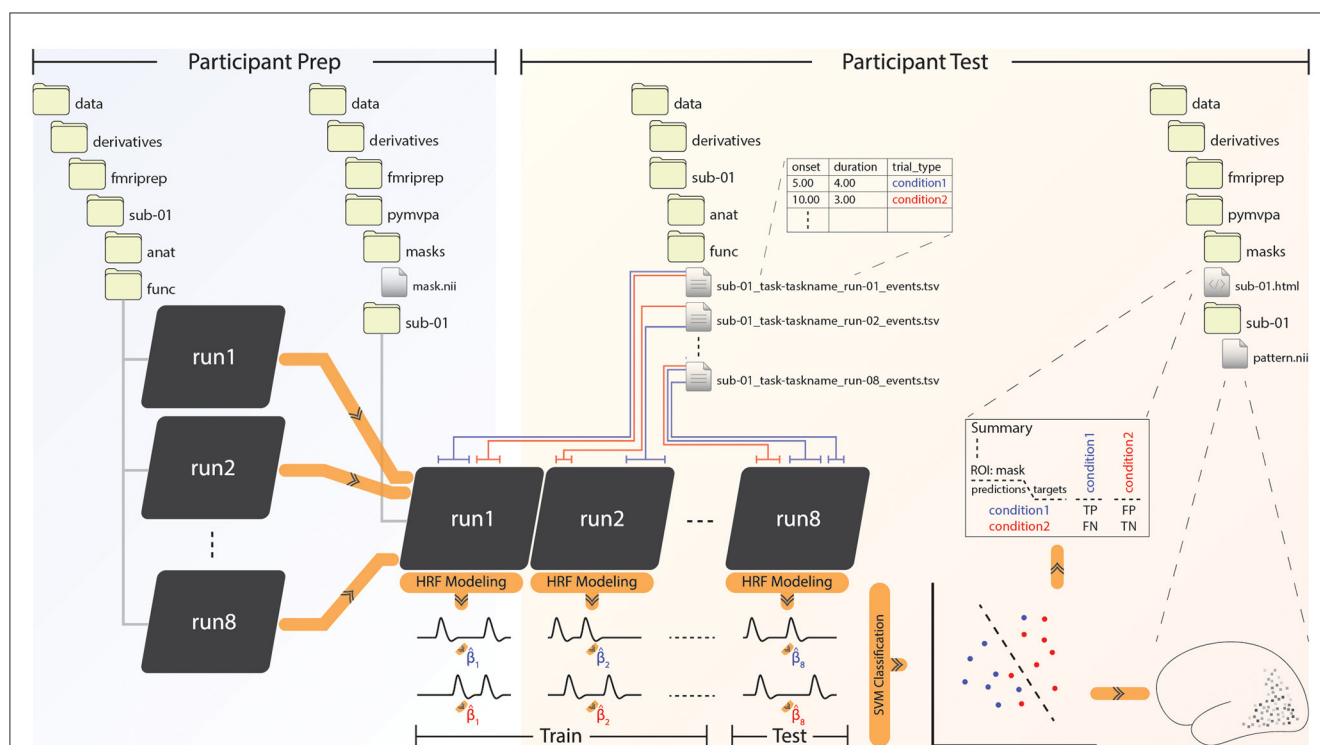 Participant Prep
Participant Test
data
derivatives
fmriprep
sub-01
anat
func
data
derivatives
pymvpa
masks
mask.nii
sub-01
data
derivatives
sub-01
anat
func
sub-01_task-taskname_run-01_events.tsv
sub-01_task-taskname_run-02_events.tsv
sub-01_task-taskname_run-08_events.tsv
onset duration trial_type
5.00 4.00 condition1
10.00 3.00 condition2
data
derivatives
fmriprep
pymvpa
masks
sub-01.html
sub-01
pattern.nii
run1
run2
run8
run1
run2
run8
HRF Modeling
HRF Modeling
HRF Modeling
β̂1
β̂2
β̂8
β̂1
β̂2
β̂8
Train
Test
SVM Classification
Summary
ROI: mask
predictions targets
condition1
condition2
condition1 TP FP
condition2 FN TN